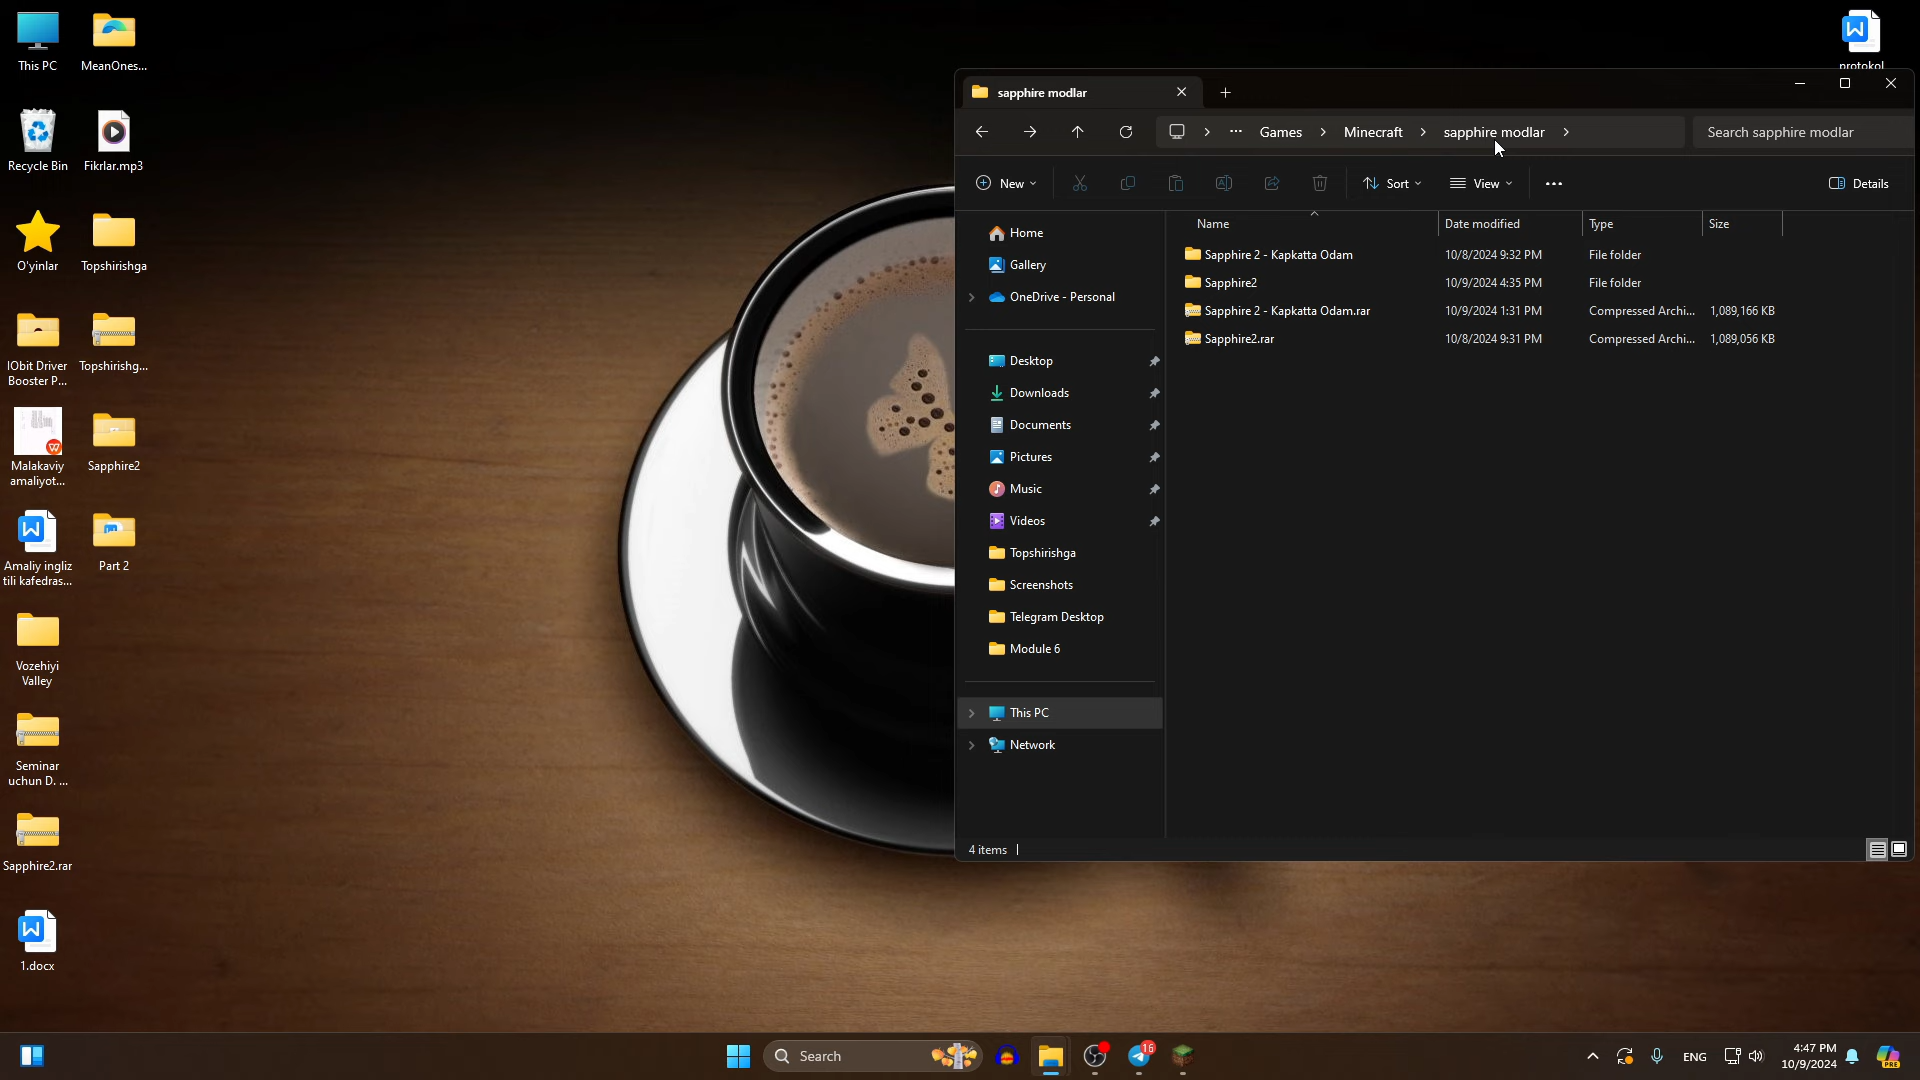 This PC
MeanOnes...
Recycle Bin
Fikrlar.mp3
O'yinlar
Topshirishga
IObit Driver
Booster P...
Topshirishg...
Malakaviy
amaliyot...
Sapphire2
Amaliy ingliz
tili kafedras...
Part 2
Vozehiyi
Valley
Seminar
uchun D. ...
Sapphire2.rar
1.docx
protokol
sapphire modlar
Games
Minecraft
sapphire modlar
Search sapphire modlar
New
Sort
View
Details
Home
Gallery
OneDrive - Personal
Desktop
Downloads
Documents
Pictures
Music
Videos
Topshirishga
Screenshots
Telegram Desktop
Module 6
This PC
Network
Name Date modified Type Size
Sapphire 2 - Kapkatta Odam 10/8/2024 9:32 PM File folder
Sapphire2 10/9/2024 4:35 PM File folder
Sapphire 2 - Kapkatta Odam.rar 10/9/2024 1:31 PM Compressed Archi... 1,089,166 KB
Sapphire2.rar 10/8/2024 9:31 PM Compressed Archi... 1,089,056 KB
4 items
Search
16
ENG
4:47 PM
10/9/2024
PRE